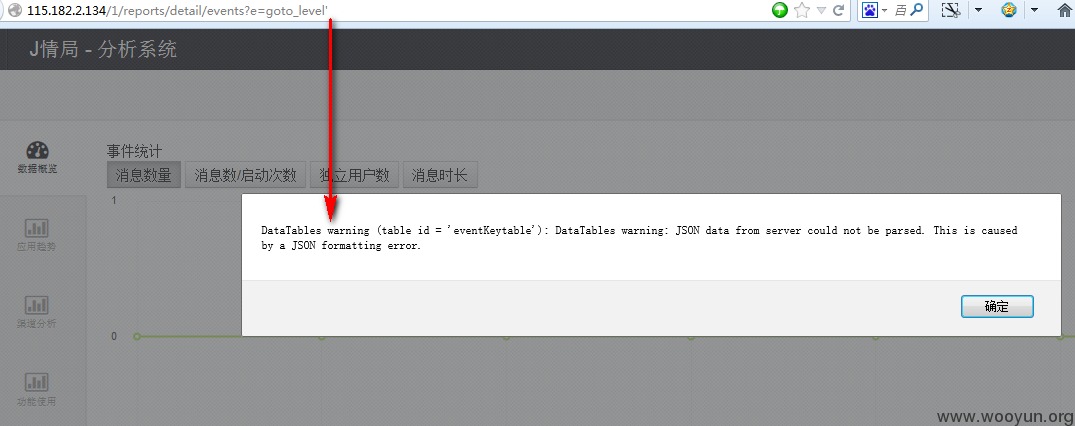 115.182.2.134/1/reports/detail/events?e=goto_level'
百
J情局 - 分析系统
数据概览
事件统计
消息数量 消息数/启动次数 独立用户数 消息时长
1
DataTables warning (table id = 'eventKeytable'): DataTables warning: JSON data from server could not be parsed. This is caused
by a JSON formatting error.
确定
应用趋势
渠道分析
0
功能使用
www.wooyun.org